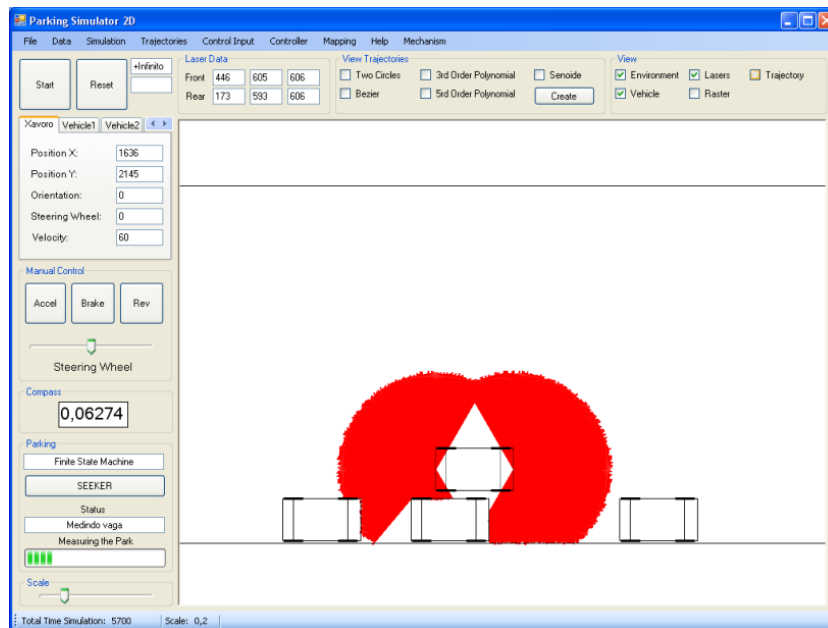 Parking Simulator 2D
File Data Simulation Trajectories Control Input Controller Mapping Help Mechanism
Start Reset +Infinito
Laser Data
Front 446 605 606
Rear 173 593 606
View Trajectories
Two Circles 3rd Order Polynomial Senoide
Bezier 5rd Order Polynomial Create
View
Environment Lasers Trajectory
Vehicle Raster
Xavoro Vehicle1 Vehicle2
Position X: 1636
Position Y: 2145
Orientation: 0
Steering Wheel: 0
Velocity: 60
Manual Control
Accel Brake Rev
Steering Wheel
Compass
0,06274
Parking
Finite State Machine
SEEKER
Status
Medindo vaga
Measuring the Park
Scale
Total Time Simulation: 5700 Scale: 0,2